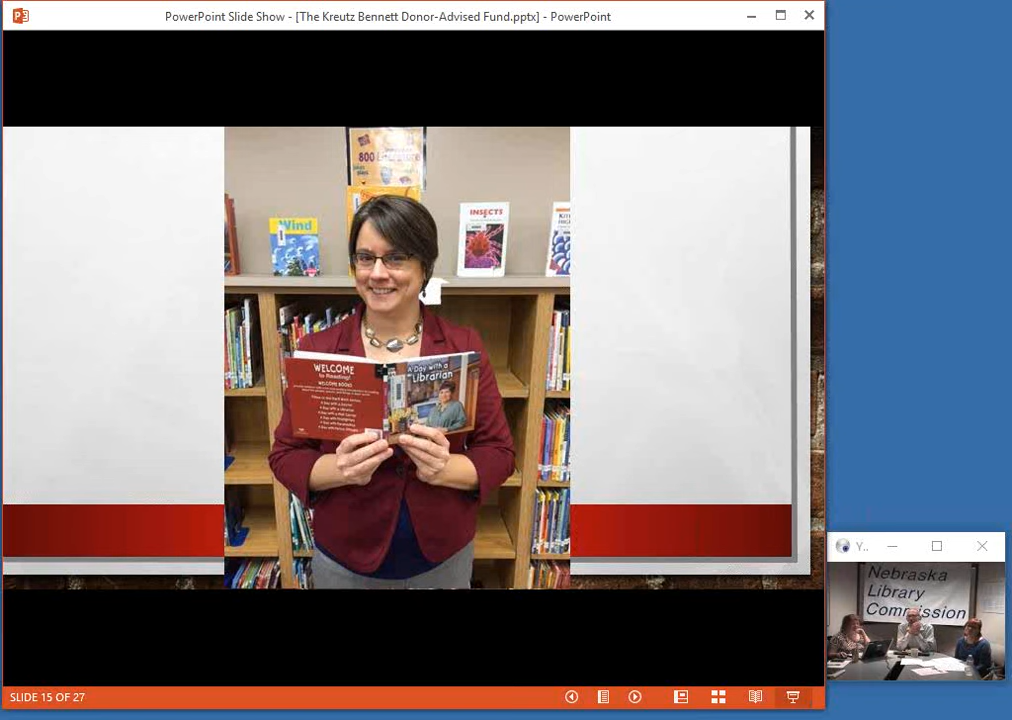 PowerPoint Slide Show - [The Kreutz Bennett Donor-Advised Fund.pptx] - PowerPoint
800
Wind
INSECTS
WELCOME
to Reading!
WELCOME BOOKS
A Day with a
Librarian
SLIDE 15 OF 27
Y..
Nebraska
Library
Commission